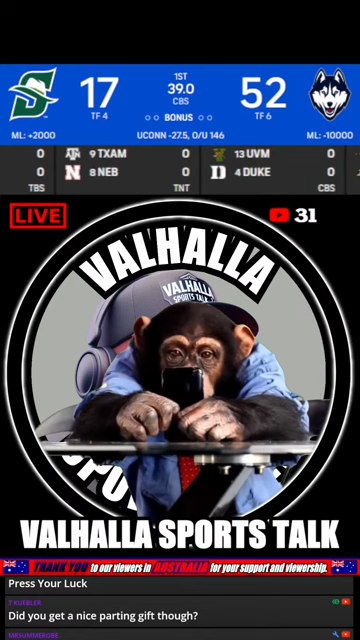 S 17 1ST 52
39.0
CBS
TF 4 ○ ○ BONUS ○ ○ TF 6
ML: +2000 UCONN -27.5, O/U 146 ML: -10000
0 9 TXAM 0 13 UVM
0 N 8 NEB 0 D 4 DUKE
TBS TNT CBS
LIVE 31
VALHALLA
VALHALLA
SPORTS TALK
VALHALLA SPORTS TALK
THANK YOU to our viewers in AUSTRALIA for your support and viewership.
Press Your Luck
T KUEBLER
Did you get a nice parting gift though?
MRSUMMEROBE